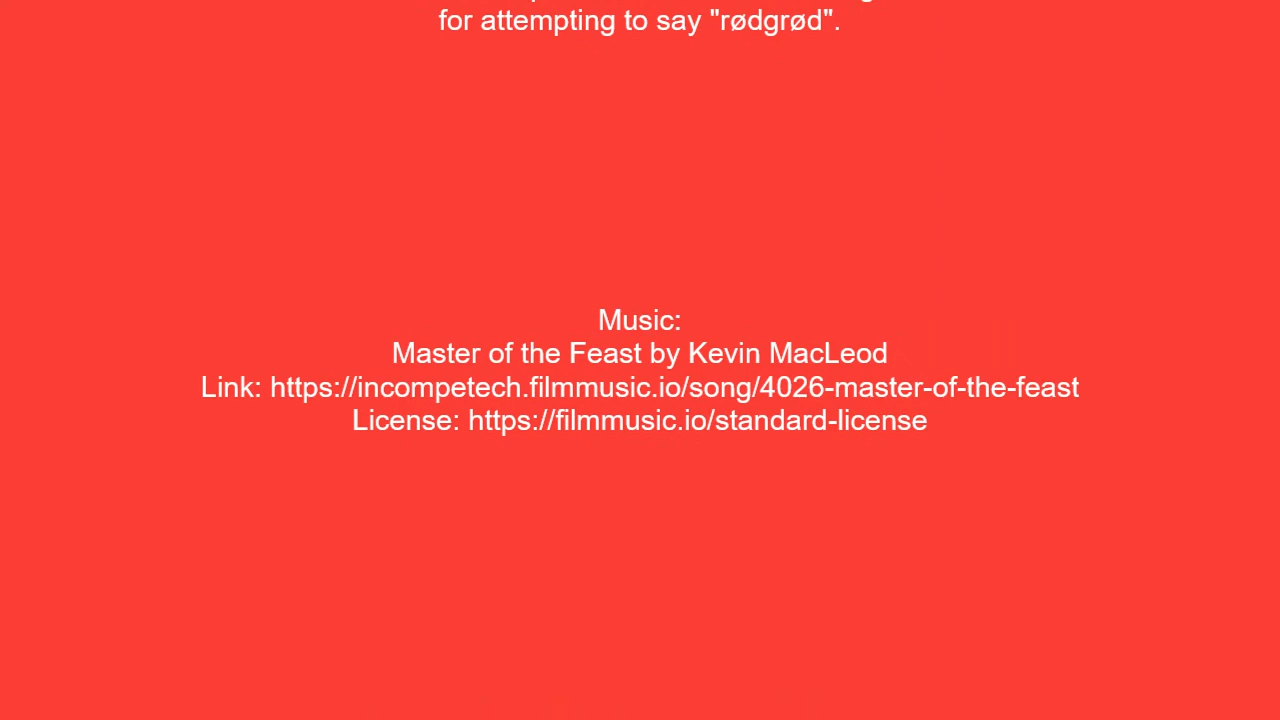 for attempting to say "rødgrød".
Music:
Master of the Feast by Kevin MacLeod
Link: https://incompetech.filmmusic.io/song/4026-master-of-the-feast
License: https://filmmusic.io/standard-license